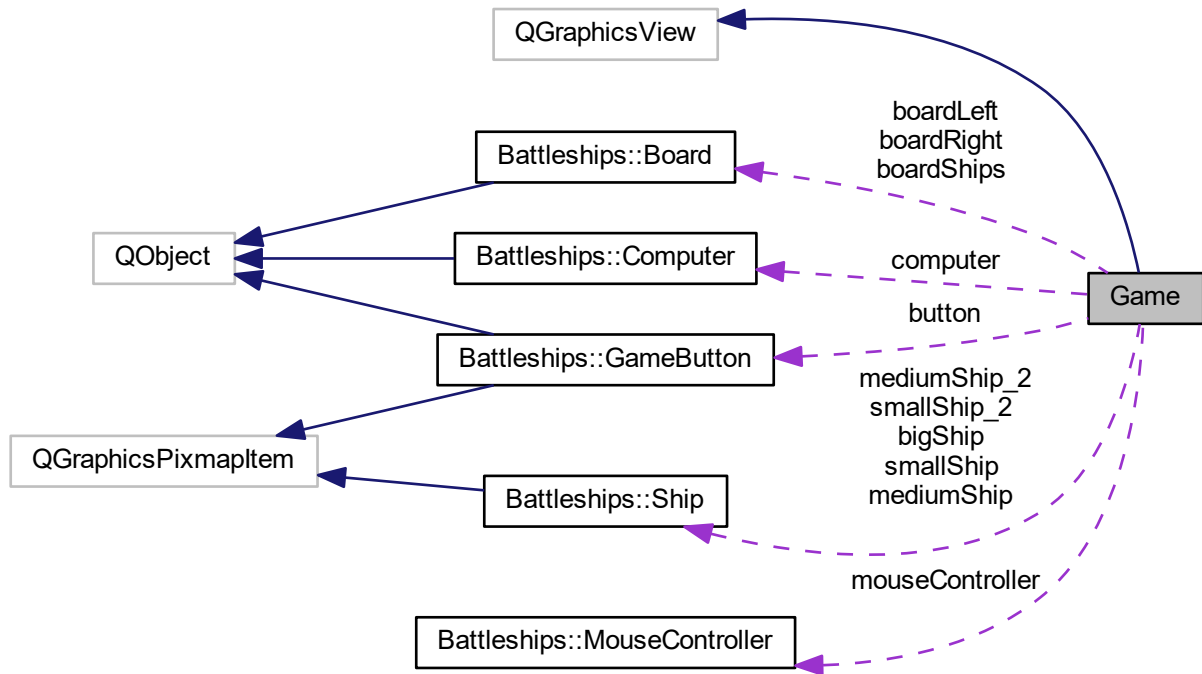 QGraphicsView
boardLeft
boardRight
boardShips
Battleships::Board
QObject
Battleships::Computer
computer
Game
button
Battleships::GameButton
mediumShip_2
smallShip_2
bigShip
smallShip
mediumShip
QGraphicsPixmapItem
Battleships::Ship
mouseController
Battleships::MouseController